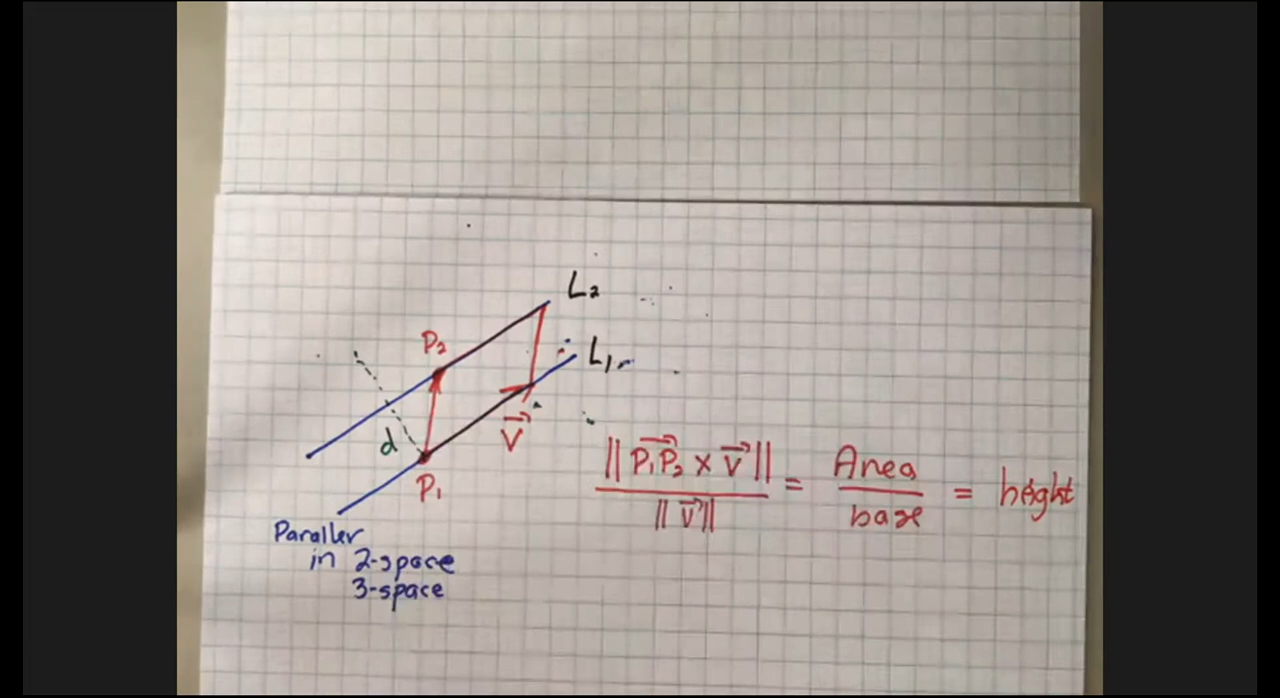 L₂
L₁
P₂
d
V⃗
P₁
|| P₁P₂ × V⃗ || / || V⃗ || = Area / base = height
Paraller
in 2-space
3-space